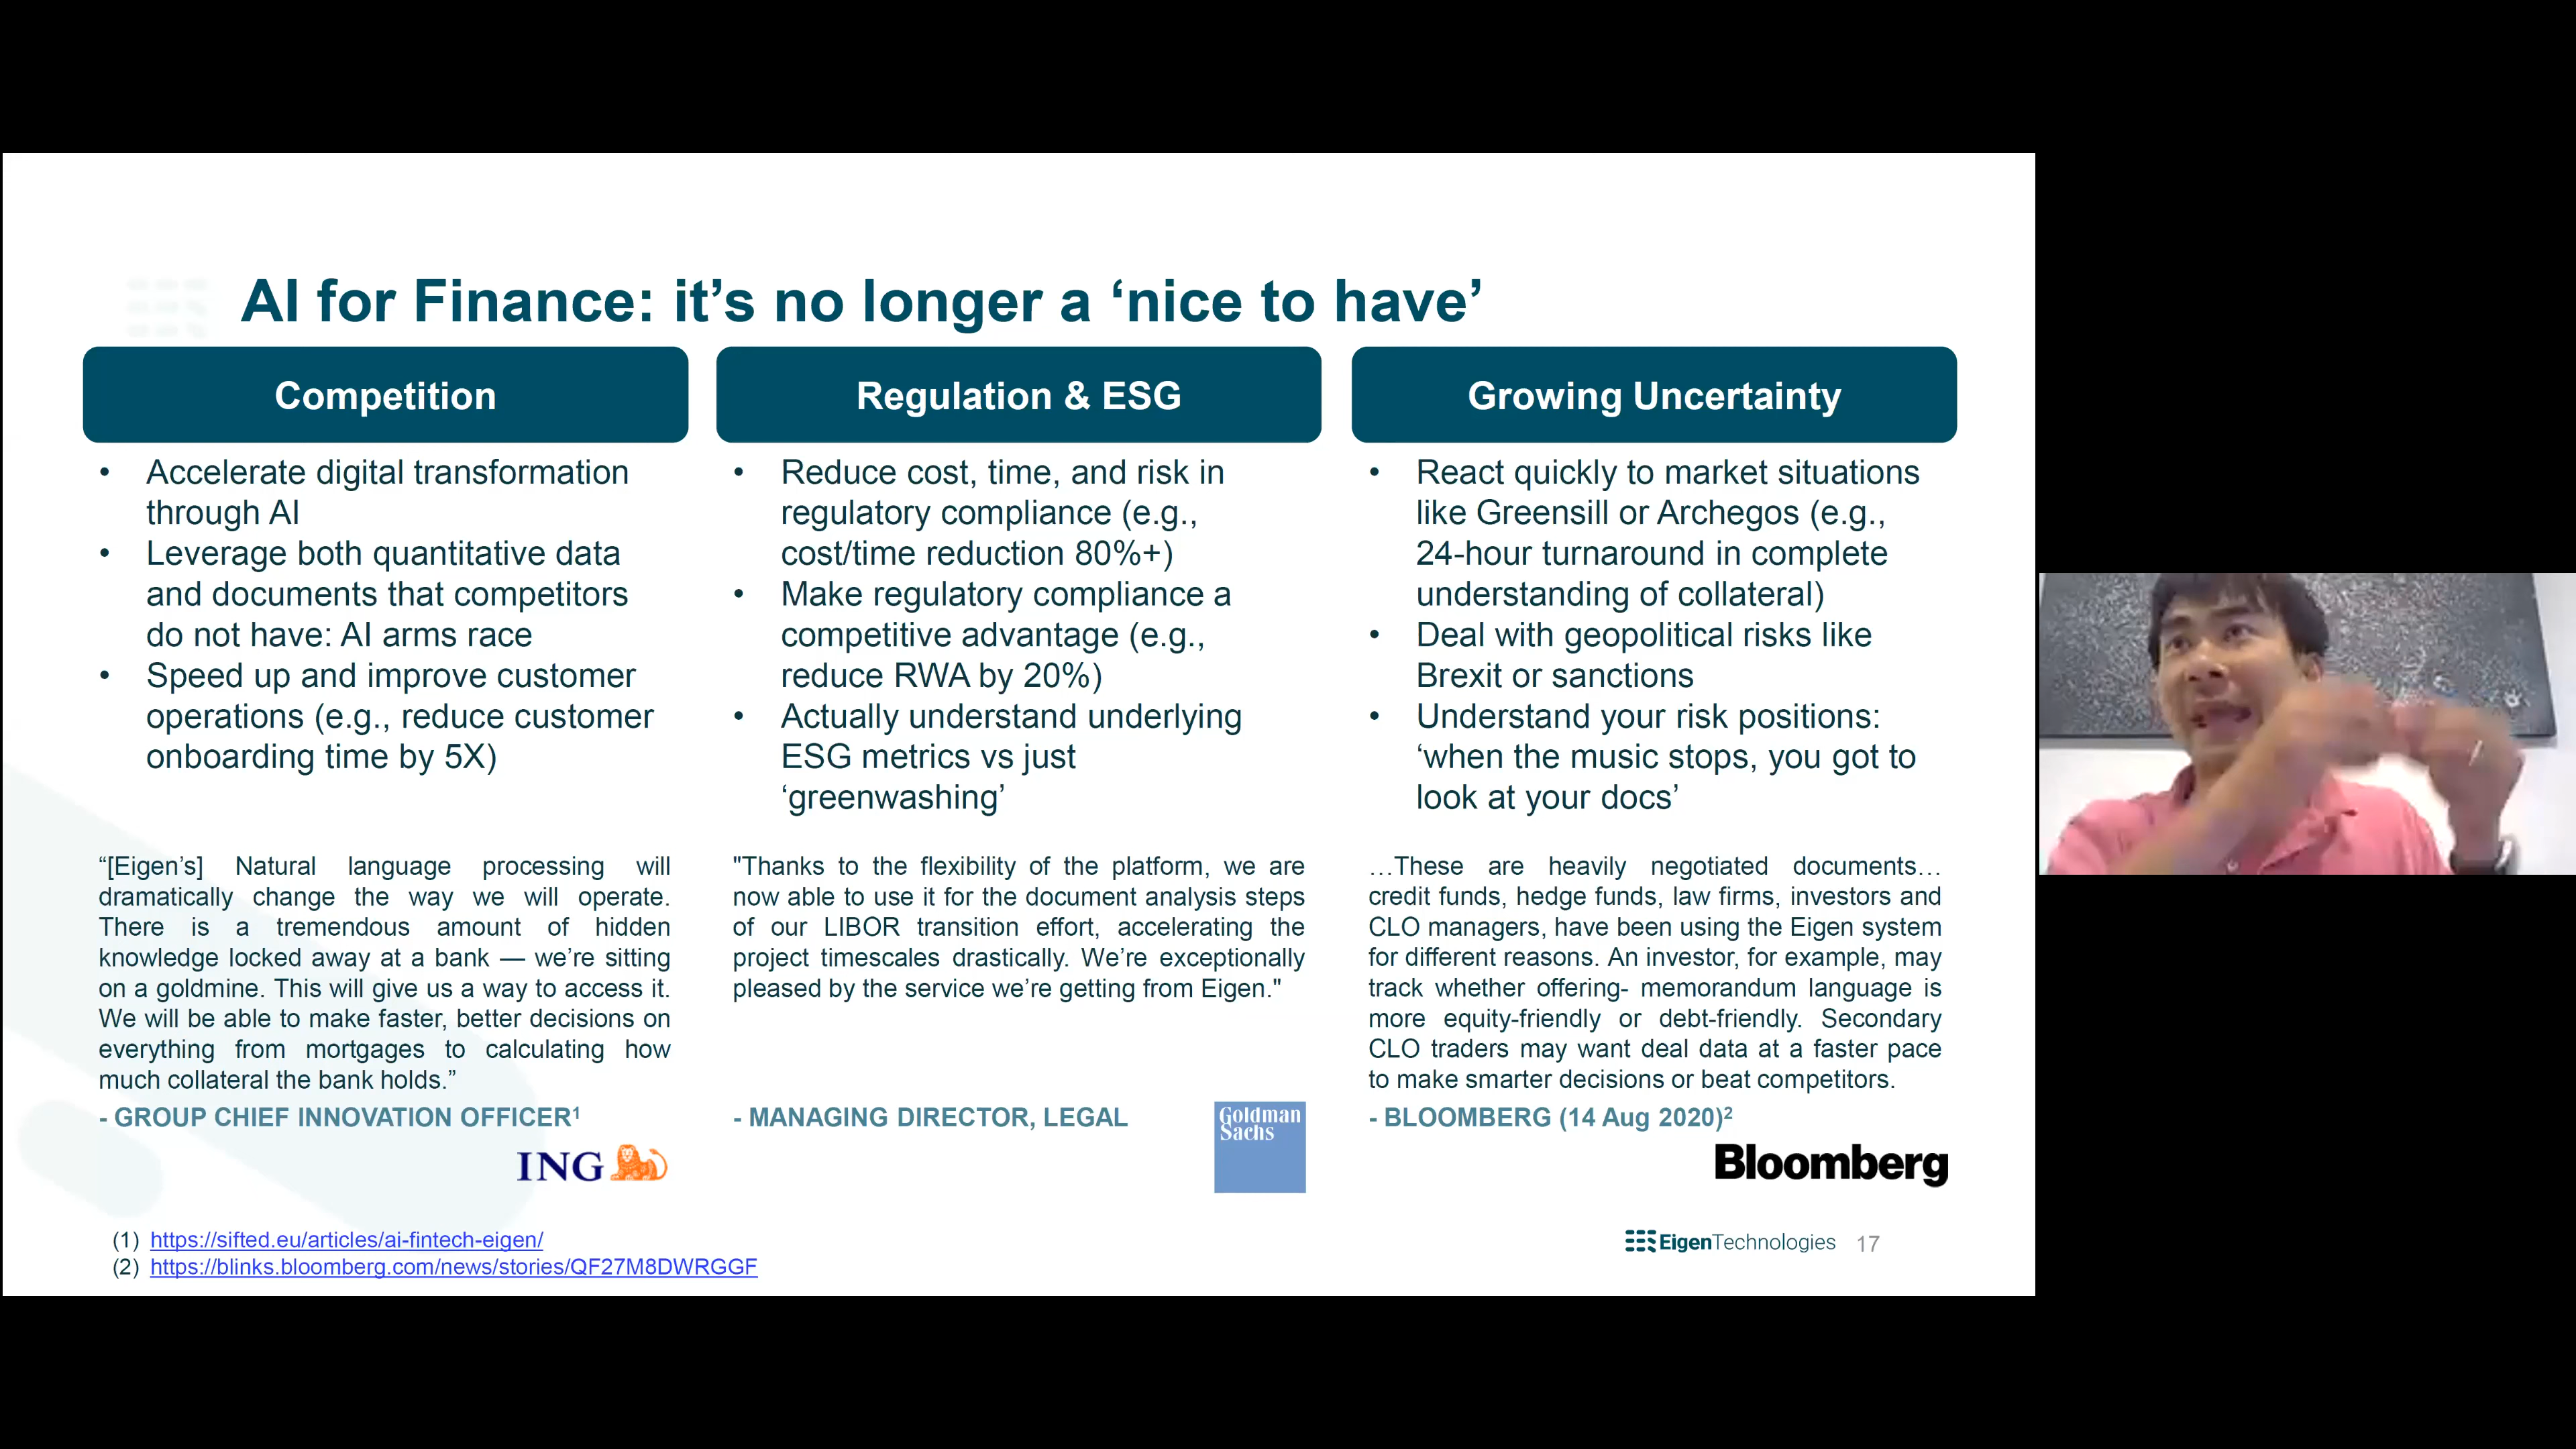 AI for Finance: it’s no longer a ‘nice to have’
Competition
• Accelerate digital transformation
through AI
• Leverage both quantitative data
and documents that competitors
do not have: AI arms race
• Speed up and improve customer
operations (e.g., reduce customer
onboarding time by 5X)
“[Eigen’s] Natural language processing will
dramatically change the way we will operate.
There is a tremendous amount of hidden
knowledge locked away at a bank — we’re sitting
on a goldmine. This will give us a way to access it.
We will be able to make faster, better decisions on
everything from mortgages to calculating how
much collateral the bank holds.”
- GROUP CHIEF INNOVATION OFFICER¹
ING
Regulation & ESG
• Reduce cost, time, and risk in
regulatory compliance (e.g.,
cost/time reduction 80%+)
• Make regulatory compliance a
competitive advantage (e.g.,
reduce RWA by 20%)
• Actually understand underlying
ESG metrics vs just
‘greenwashing’
"Thanks to the flexibility of the platform, we are
now able to use it for the document analysis steps
of our LIBOR transition effort, accelerating the
project timescales drastically. We’re exceptionally
pleased by the service we’re getting from Eigen."
- MANAGING DIRECTOR, LEGAL
Goldman
Sachs
Growing Uncertainty
• React quickly to market situations
like Greensill or Archegos (e.g.,
24-hour turnaround in complete
understanding of collateral)
• Deal with geopolitical risks like
Brexit or sanctions
• Understand your risk positions:
‘when the music stops, you got to
look at your docs’
…These are heavily negotiated documents…
credit funds, hedge funds, law firms, investors and
CLO managers, have been using the Eigen system
for different reasons. An investor, for example, may
track whether offering- memorandum language is
more equity-friendly or debt-friendly. Secondary
CLO traders may want deal data at a faster pace
to make smarter decisions or beat competitors.
- BLOOMBERG (14 Aug 2020)²
Bloomberg
(1) https://sifted.eu/articles/ai-fintech-eigen/
(2) https://blinks.bloomberg.com/news/stories/QF27M8DWRGGF
EigenTechnologies 17